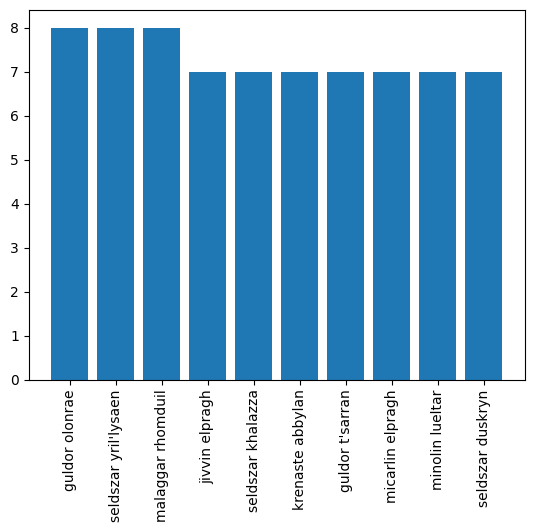 8
7
6
5
4
3
2
1
0
guldor olonrae
seldszar yril'lysaen
malaggar rhomduil
jivvin elpragh
seldszar khalazza
krenaste abbylan
guldor t'sarran
micarlin elpragh
minolin lueltar
seldszar duskryn